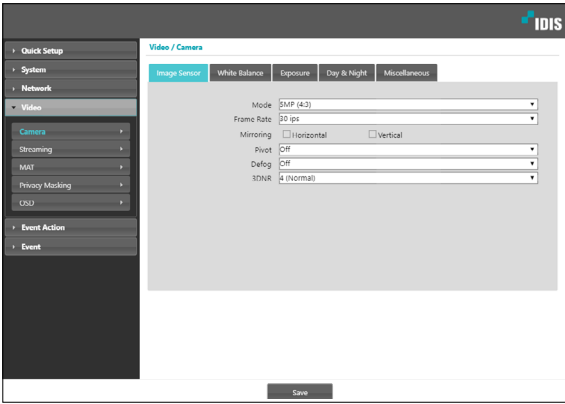 IDIS
Quick Setup
System
Network
Video
Camera
Streaming
MAT
Privacy Masking
OSD
Event Action
Event
Video / Camera
Image Sensor White Balance Exposure Day & Night Miscellaneous
Mode 5MP (4:3)
Frame Rate 30 ips
Mirroring Horizontal Vertical
Pivot Off
Defog Off
3DNR 4 (Normal)
Save